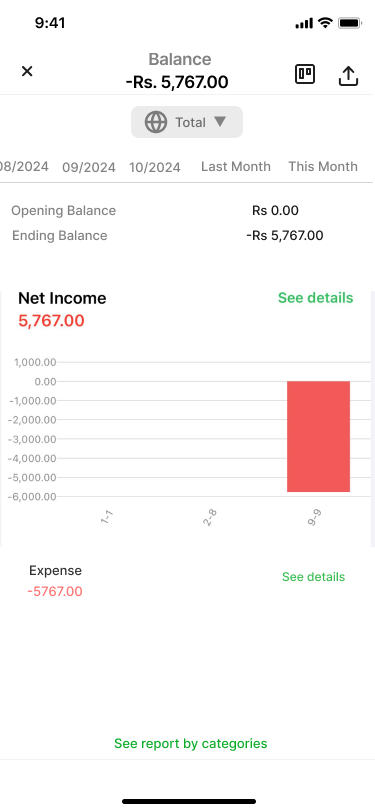 9:41
Balance
-Rs. 5,767.00
Total
08/2024 09/2024 10/2024 Last Month This Month
Opening Balance Rs 0.00
Ending Balance -Rs 5,767.00
Net Income See details
5,767.00
1,000.00
0.00
-1,000.00
-2,000.00
-3,000.00
-4,000.00
-5,000.00
-6,000.00
1-1 2-8 9-9
Expense See details
-5767.00
See report by categories